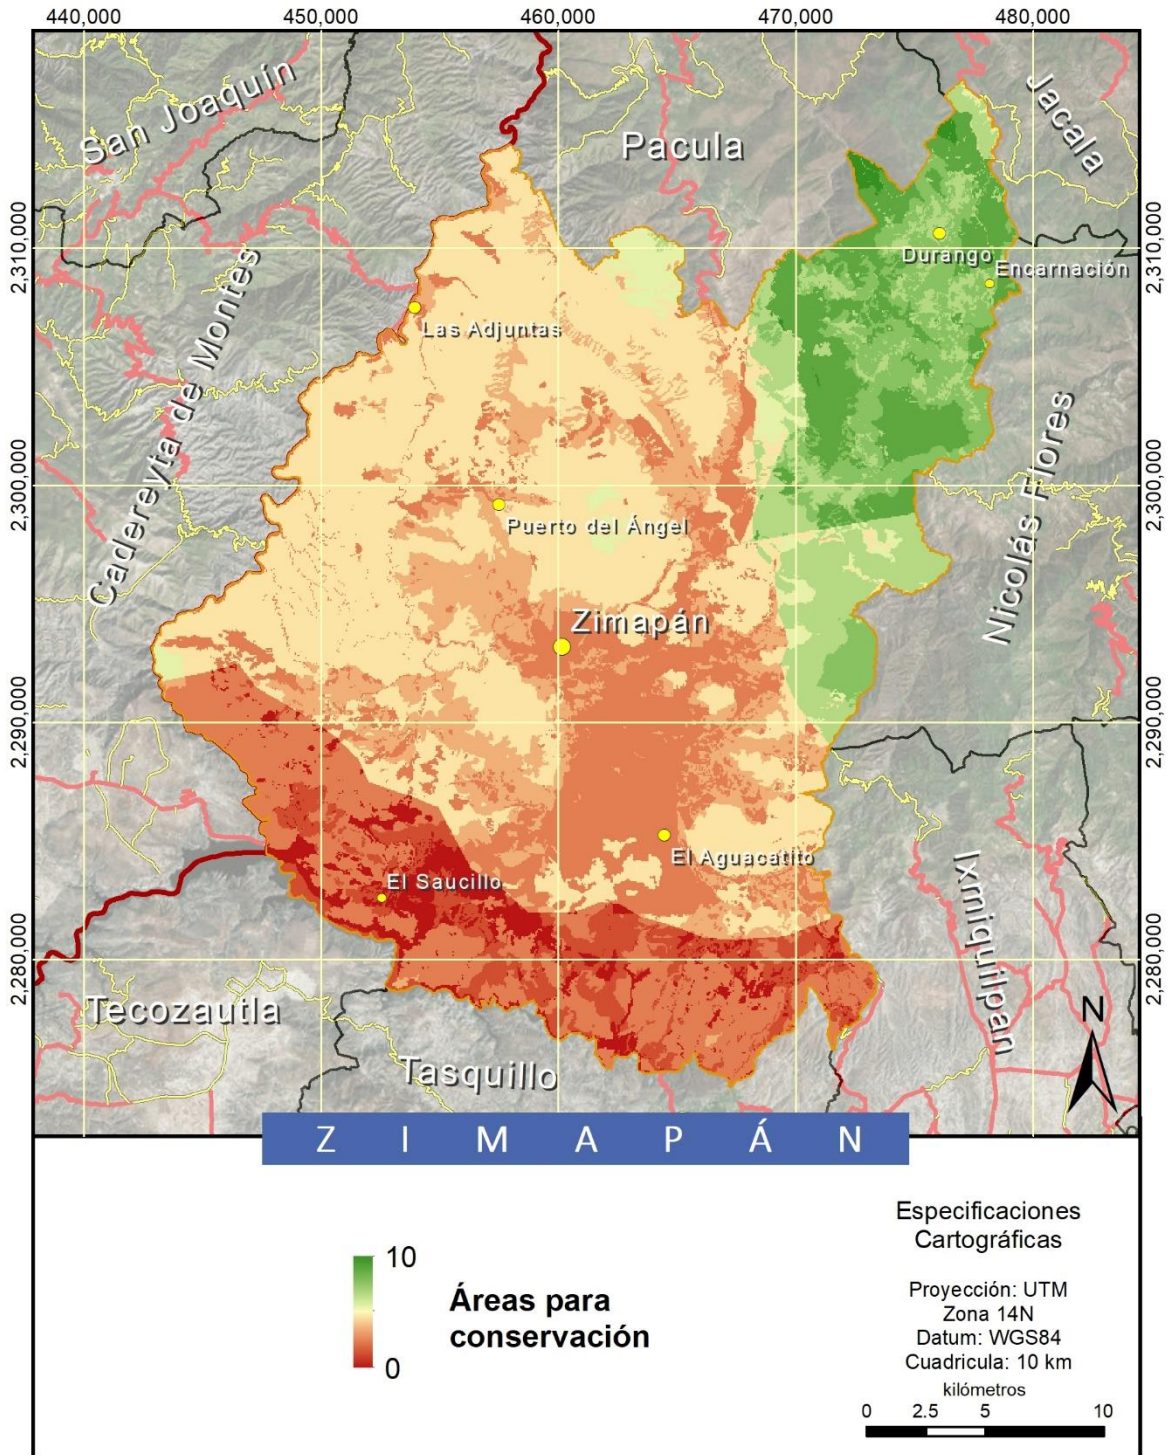 440,000
450,000
460,000
470,000
480,000
San Joaquín
Pacula
Jacala
2,310,000
2,310,000
Durango
Encarnación
Las Adjuntas
Cadereyta de Montes
2,300,000
2,300,000
Puerto del Ángel
Nicolás Flores
Zimapán
2,290,000
2,290,000
El Aguacatito
El Saucillo
Ixmiquilpan
2,280,000
2,280,000
Tecozautla
Tasquillo
N
ZIMAPÁN
10
0
Áreas para
conservación
Especificaciones
Cartográficas
Proyección: UTM
Zona 14N
Datum: WGS84
Cuadricula: 10 km
kilómetros
0 2.5 5 10